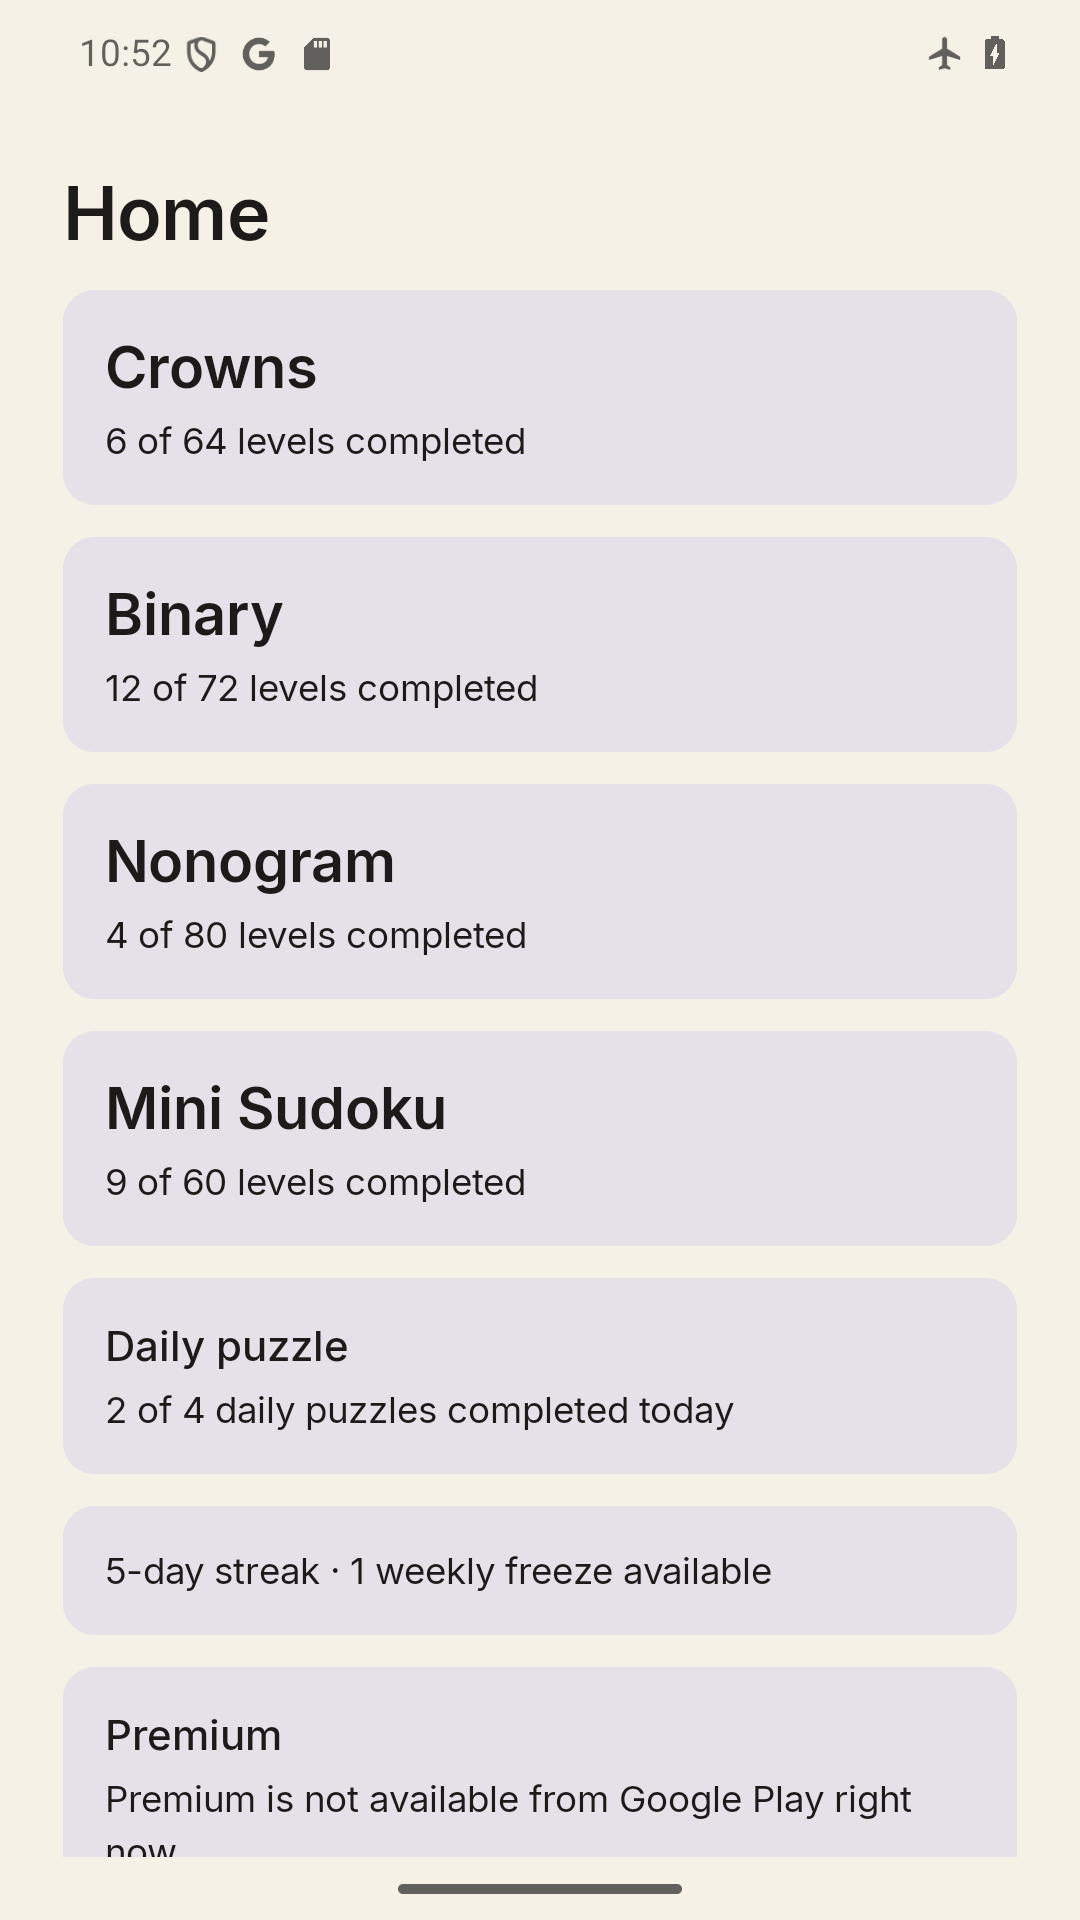 10:52
Home
Crowns
6 of 64 levels completed
Binary
12 of 72 levels completed
Nonogram
4 of 80 levels completed
Mini Sudoku
9 of 60 levels completed
Daily puzzle
2 of 4 daily puzzles completed today
5-day streak · 1 weekly freeze available
Premium
Premium is not available from Google Play right
now